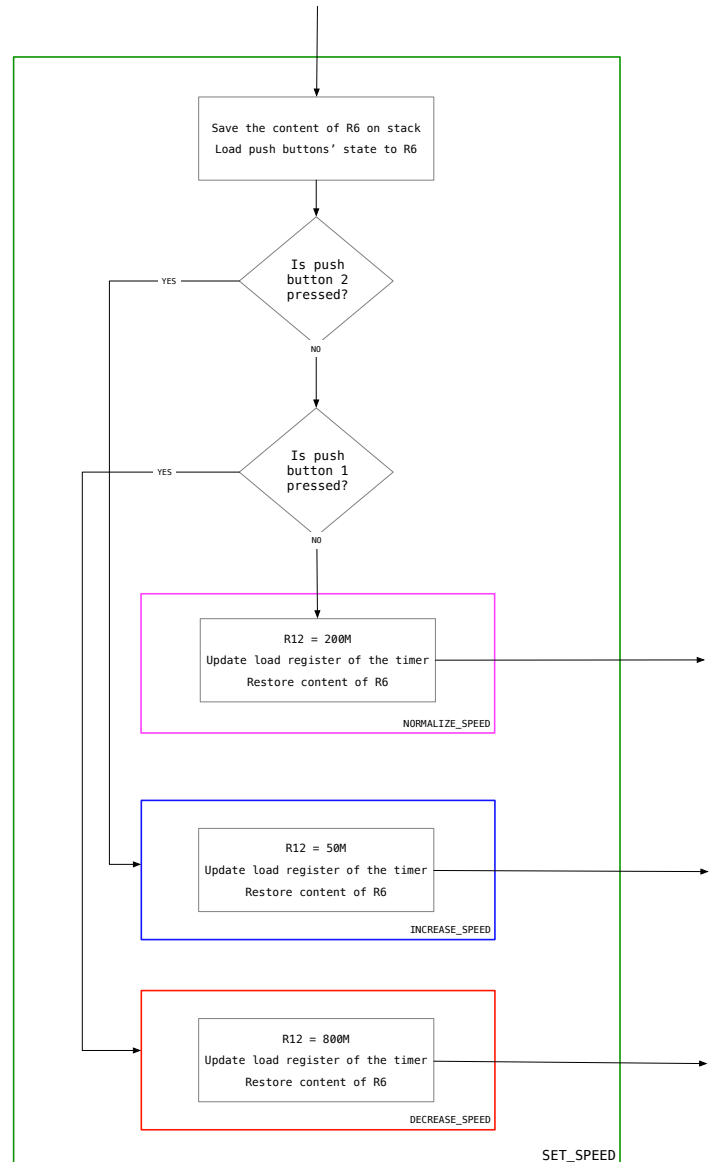 Save the content of R6 on stack
Load push buttons’ state to R6
Is push
button 2
pressed?
YES
NO
Is push
button 1
pressed?
YES
NO
R12 = 200M
Update load register of the timer
Restore content of R6
NORMALIZE_SPEED
R12 = 50M
Update load register of the timer
Restore content of R6
INCREASE_SPEED
R12 = 800M
Update load register of the timer
Restore content of R6
DECREASE_SPEED
SET_SPEED